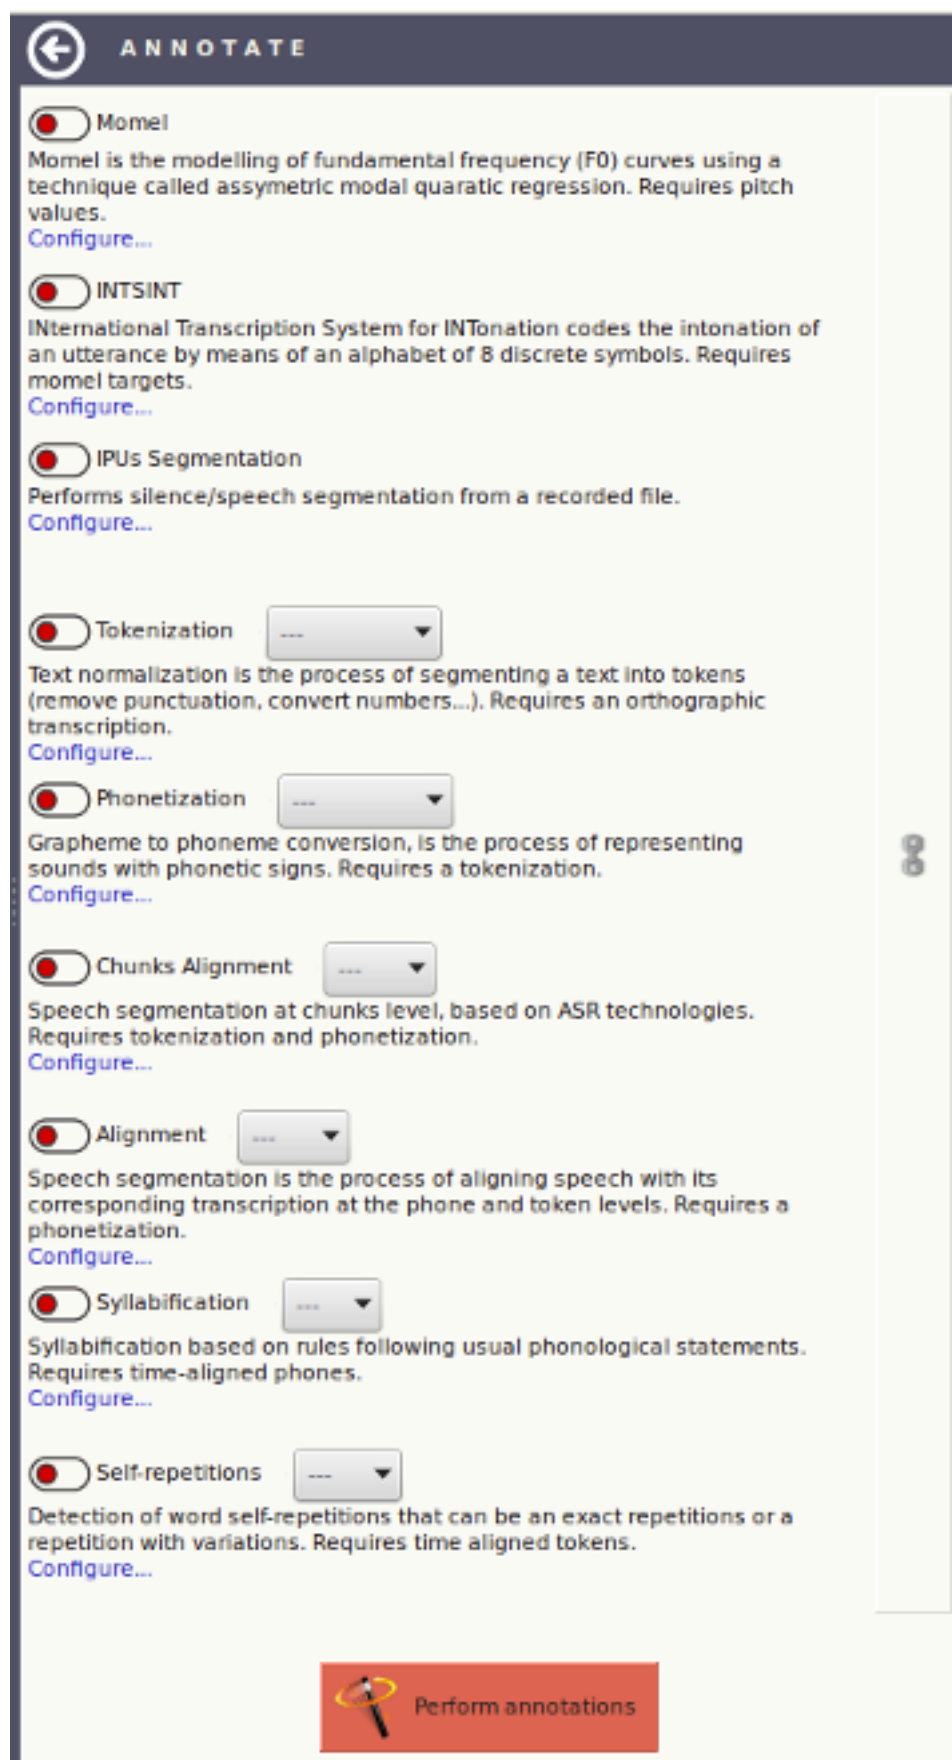 ANNOTATE
Momel
Momel is the modelling of fundamental frequency (F0) curves using a
technique called assymetric modal quaratic regression. Requires pitch
values.
Configure...
INTSINT
INternational Transcription System for INTonation codes the intonation of
an utterance by means of an alphabet of 8 discrete symbols. Requires
momel targets.
Configure...
IPUs Segmentation
Performs silence/speech segmentation from a recorded file.
Configure...
Tokenization ---
Text normalization is the process of segmenting a text into tokens
(remove punctuation, convert numbers...). Requires an orthographic
transcription.
Configure...
Phonetization ---
Grapheme to phoneme conversion, is the process of representing
sounds with phonetic signs. Requires a tokenization.
Configure...
Chunks Alignment ---
Speech segmentation at chunks level, based on ASR technologies.
Requires tokenization and phonetization.
Configure...
Alignment ---
Speech segmentation is the process of aligning speech with its
corresponding transcription at the phone and token levels. Requires a
phonetization.
Configure...
Syllabification ---
Syllabification based on rules following usual phonological statements.
Requires time-aligned phones.
Configure...
Self-repetitions ---
Detection of word self-repetitions that can be an exact repetitions or a
repetition with variations. Requires time aligned tokens.
Configure...
Perform annotations